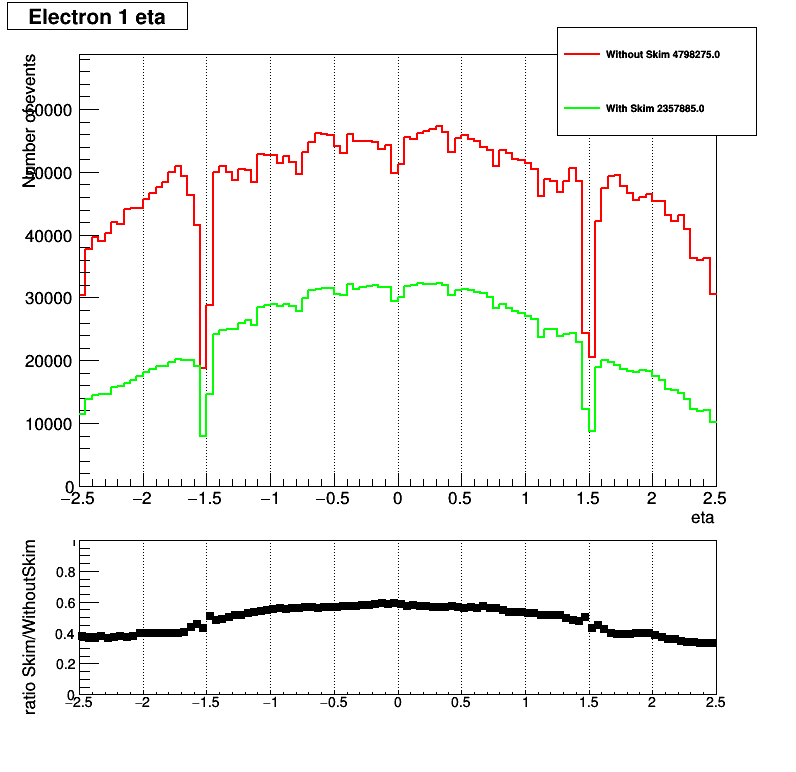 Electron 1 eta
Number of events
Without Skim 4798275.0
With Skim 2357885.0
60000
50000
40000
30000
20000
10000
0
−2.5 −2 −1.5 −1 −0.5 0 0.5 1 1.5 2 2.5
eta
ratio Skim/WithoutSkim
1
0.8
0.6
0.4
0.2
0
−2.5 −2 −1.5 −1 −0.5 0 0.5 1 1.5 2 2.5